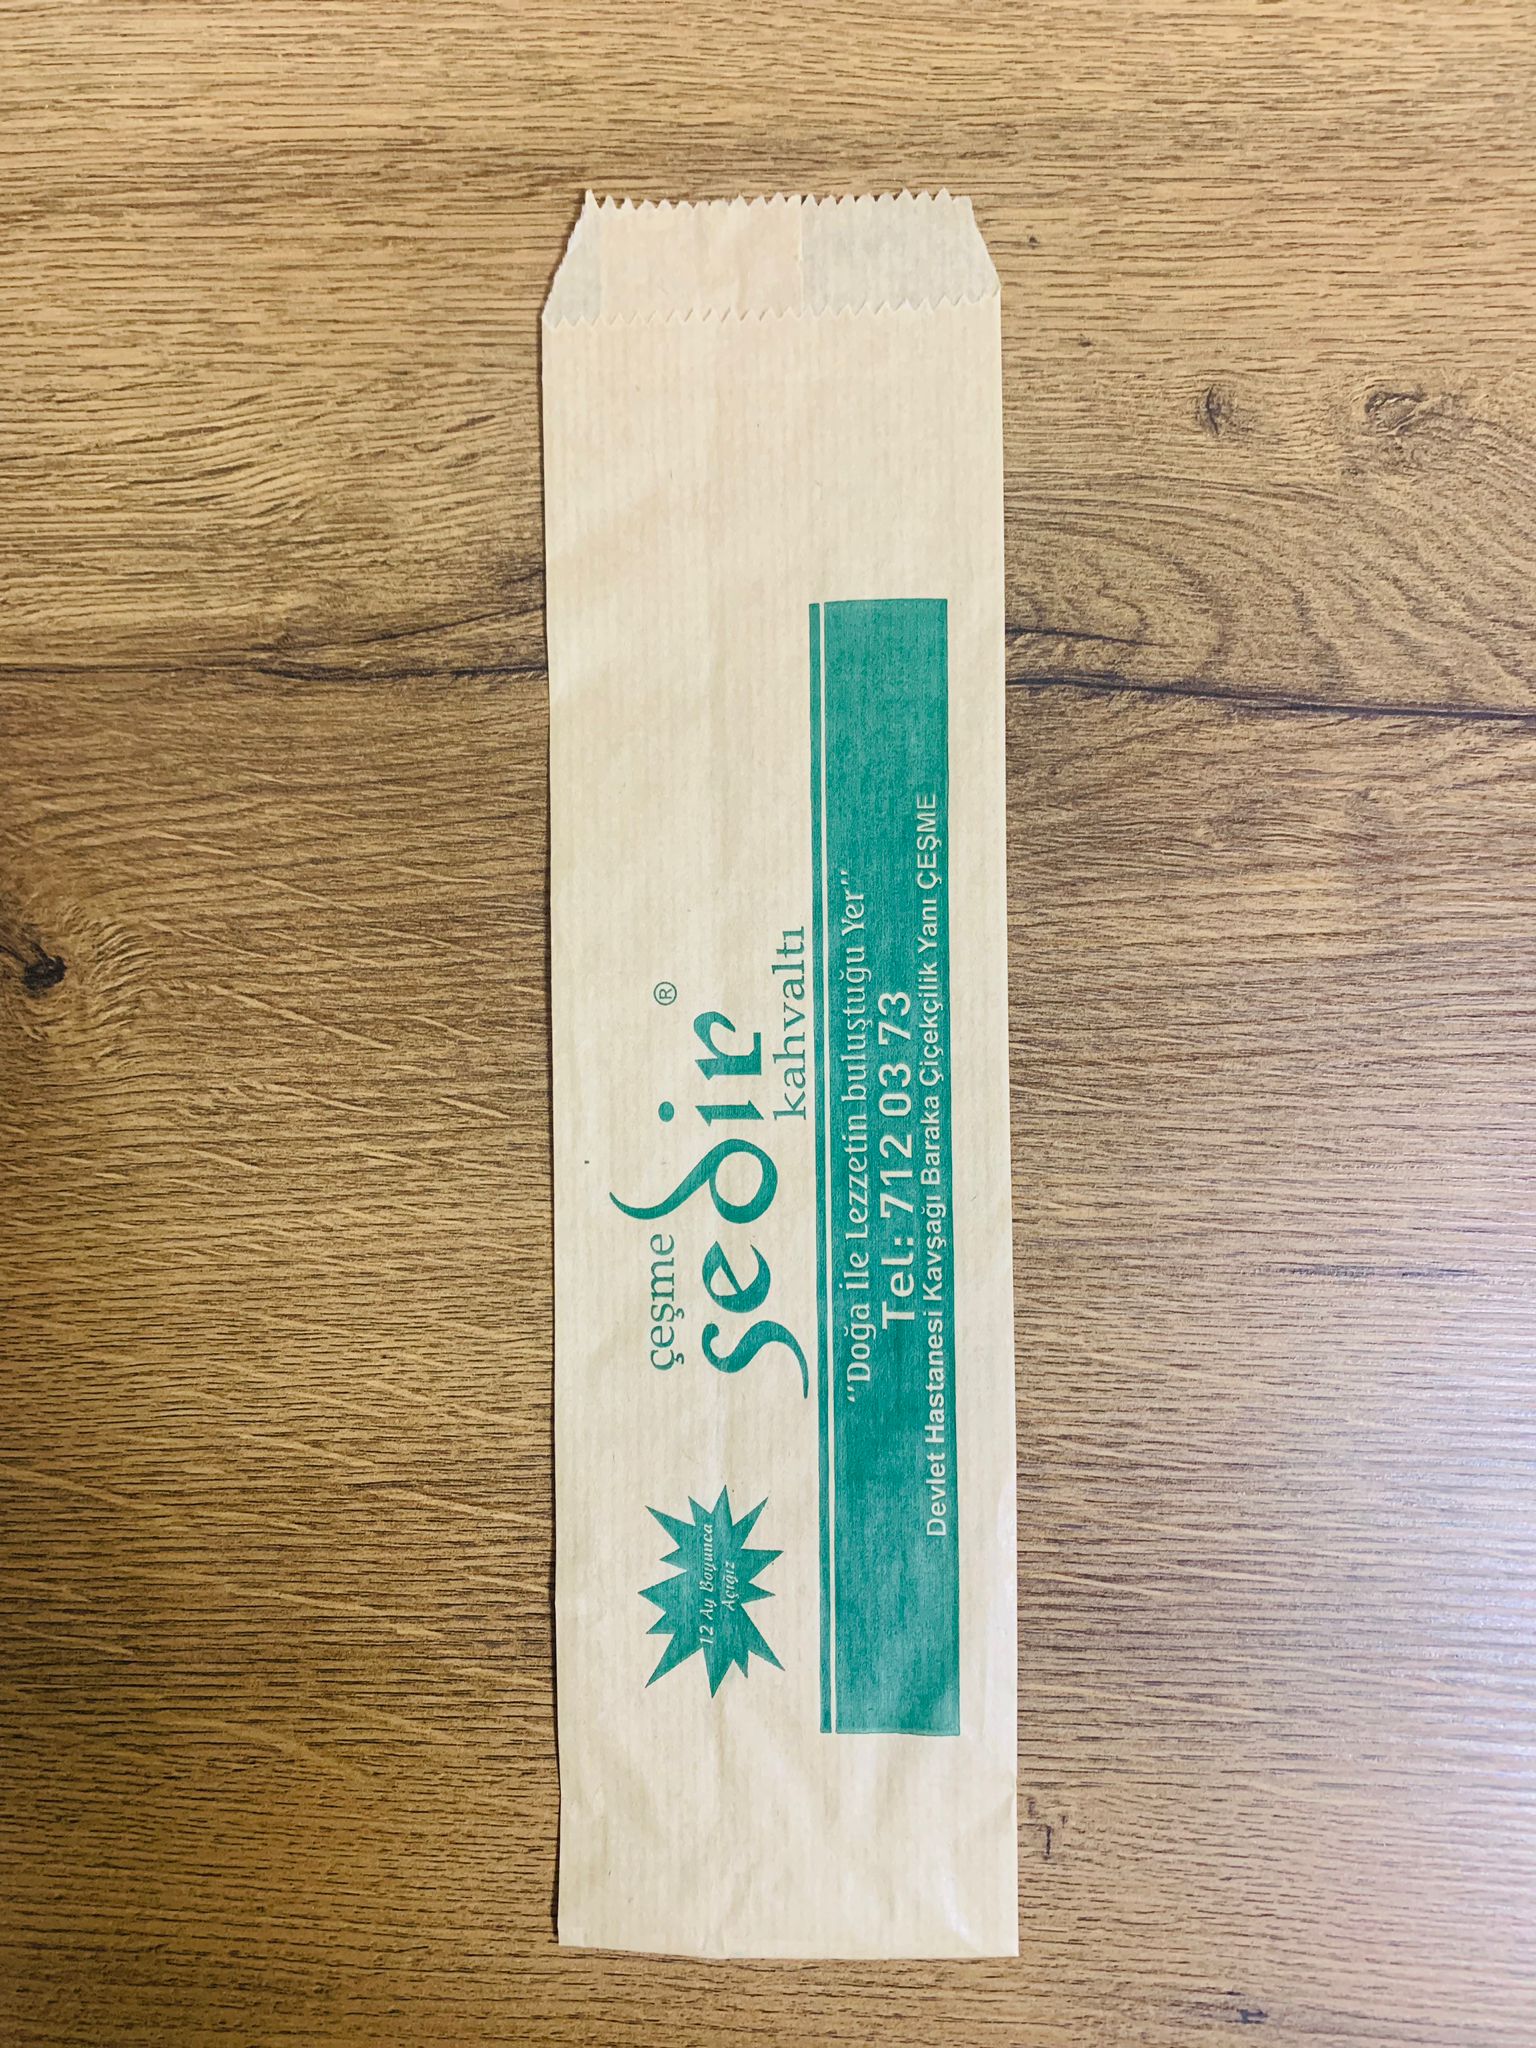 12 Ay Boyunca
Açığız
çeşme
sedir ®
kahvaltı
"Doğa İle Lezzetin buluştuğu Yer"
Tel: 712 03 73
Devlet Hastanesi Kavşağı Baraka Çiçekçilik Yanı ÇEŞME